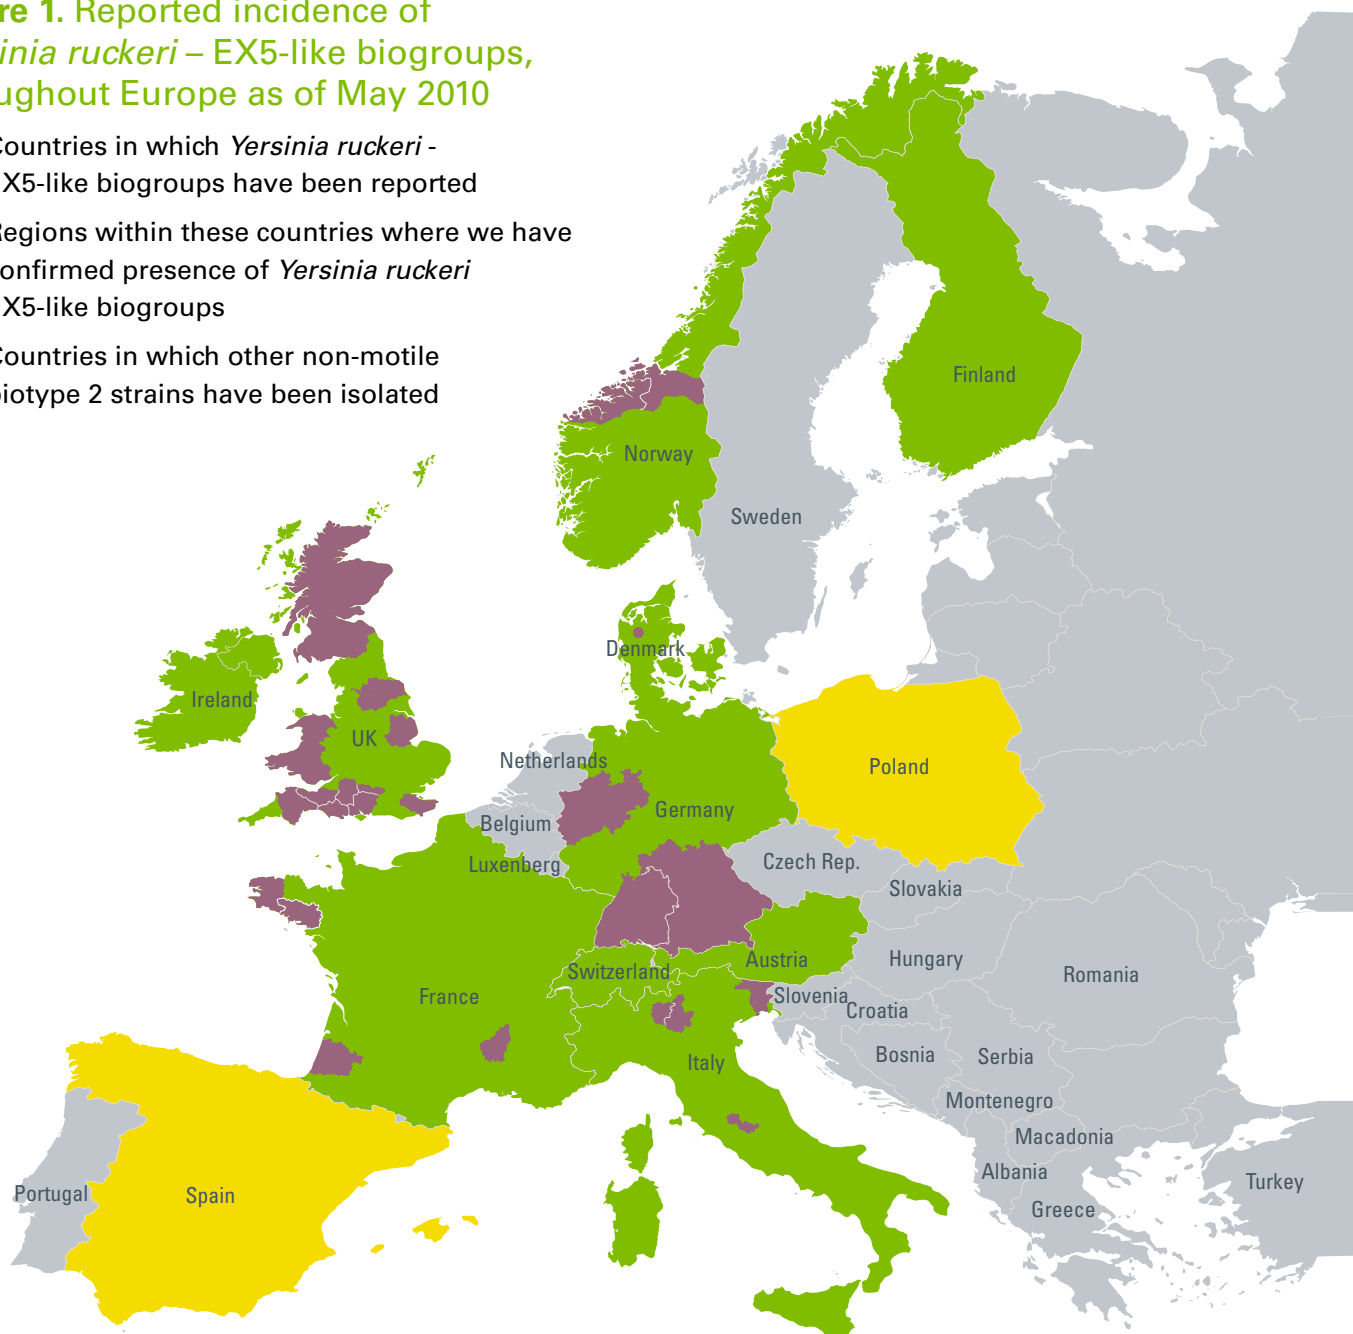 re 1. Reported incidence of
inia ruckeri – EX5-like biogroups,
ughout Europe as of May 2010
Countries in which Yersinia ruckeri -
X5-like biogroups have been reported
Regions within these countries where we have
onfirmed presence of Yersinia ruckeri
X5-like biogroups
Countries in which other non-motile
biotype 2 strains have been isolated
Finland
Norway
Sweden
Denmark
Ireland
UK
Netherlands
Poland
Germany
Belgium
Luxenberg
Czech Rep.
Slovakia
Austria
Hungary
Switzerland
Romania
France
Slovenia
Croatia
Italy
Bosnia
Serbia
Montenegro
Macadonia
Albania
Turkey
Portugal
Spain
Greece